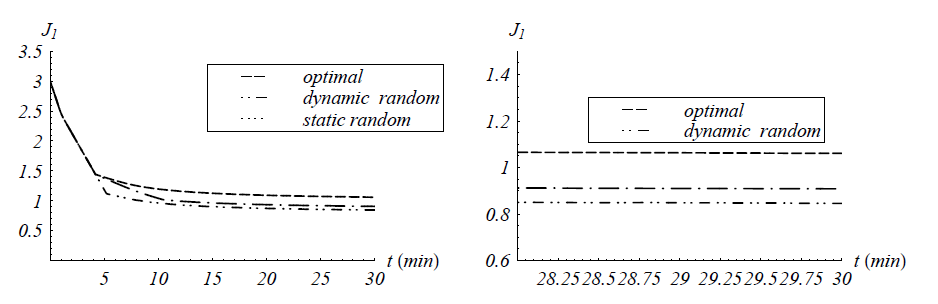 J1
3.5
3
2.5
2
1.5
1
0.5
5 10 15 20 25 30
t (min)
optimal
dynamic random
static random
J1
1.4
1.2
1
0.8
0.6
28.25 28.5 28.75 29 29.25 29.5 29.75 30
t (min)
optimal
dynamic random